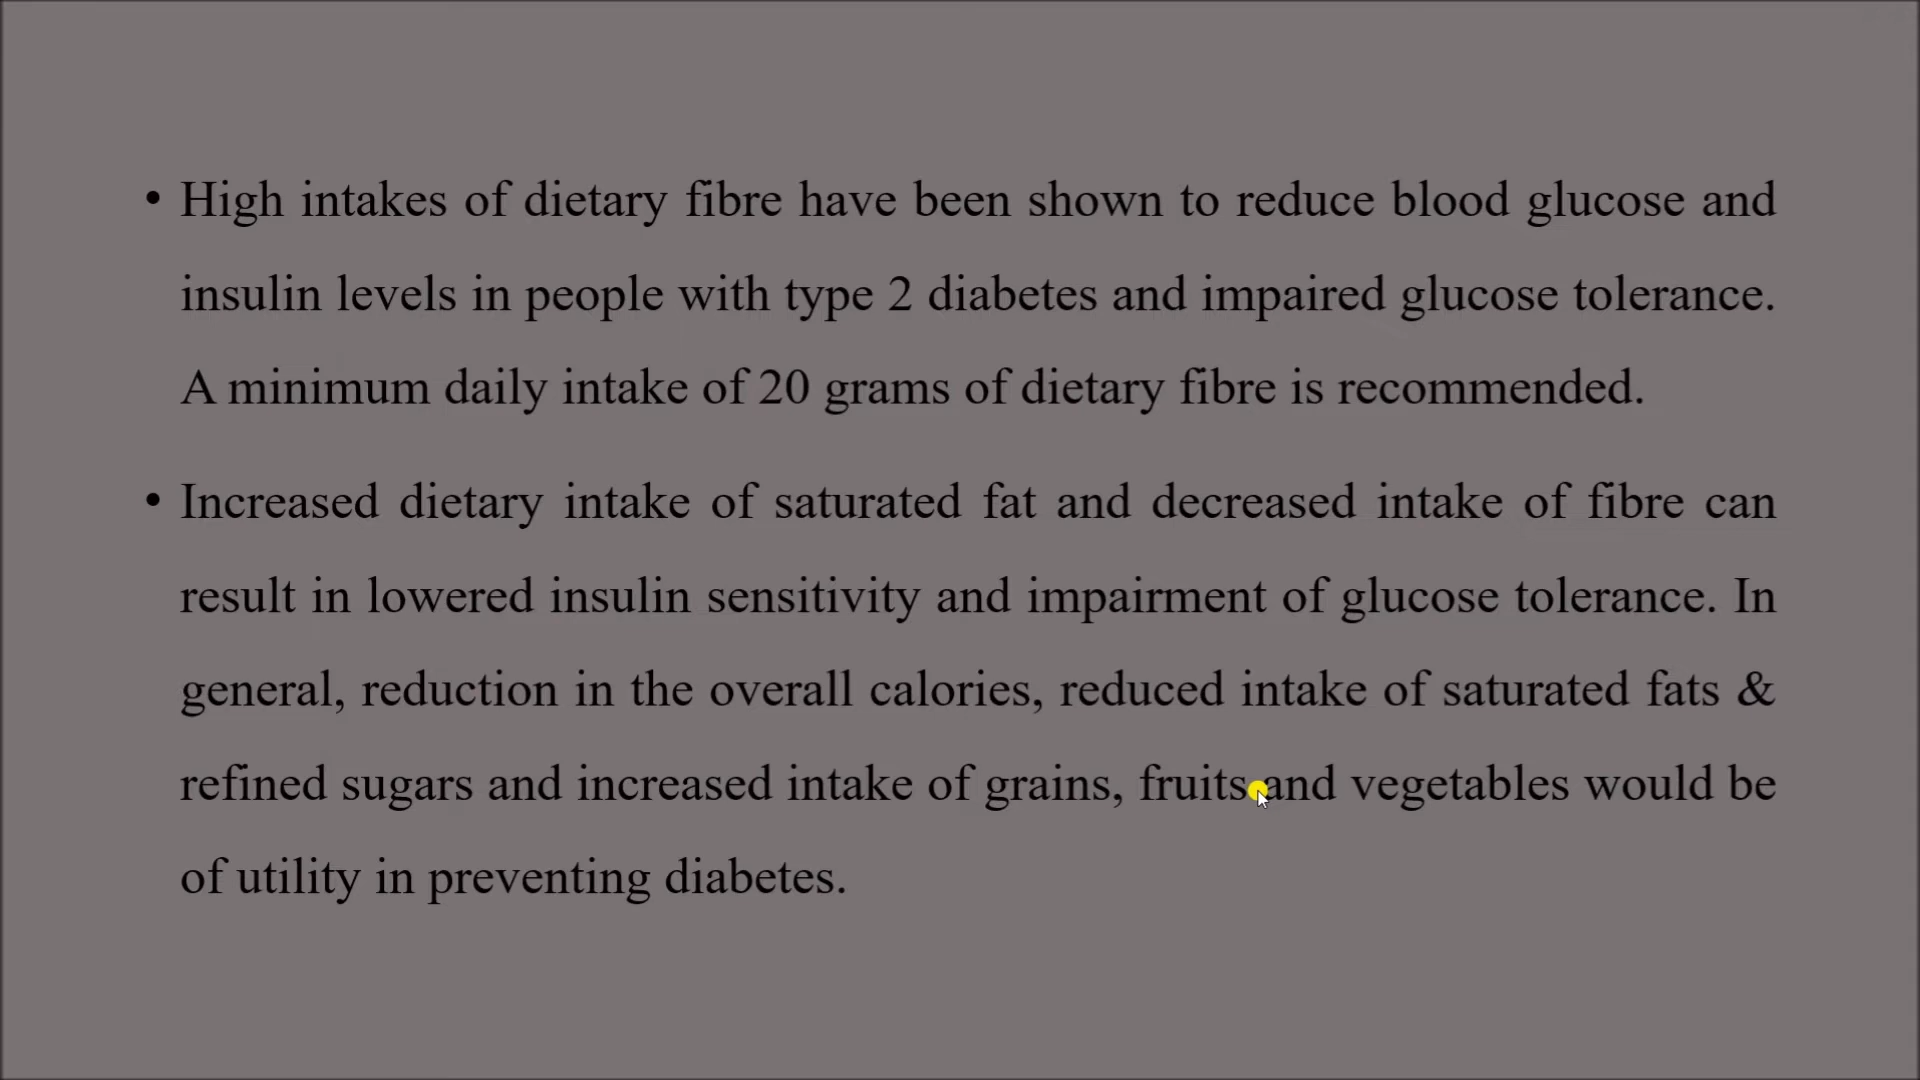 • High intakes of dietary fibre have been shown to reduce blood glucose and
insulin levels in people with type 2 diabetes and impaired glucose tolerance.
A minimum daily intake of 20 grams of dietary fibre is recommended.
• Increased dietary intake of saturated fat and decreased intake of fibre can
result in lowered insulin sensitivity and impairment of glucose tolerance. In
general, reduction in the overall calories, reduced intake of saturated fats &
refined sugars and increased intake of grains, fruits and vegetables would be
of utility in preventing diabetes.